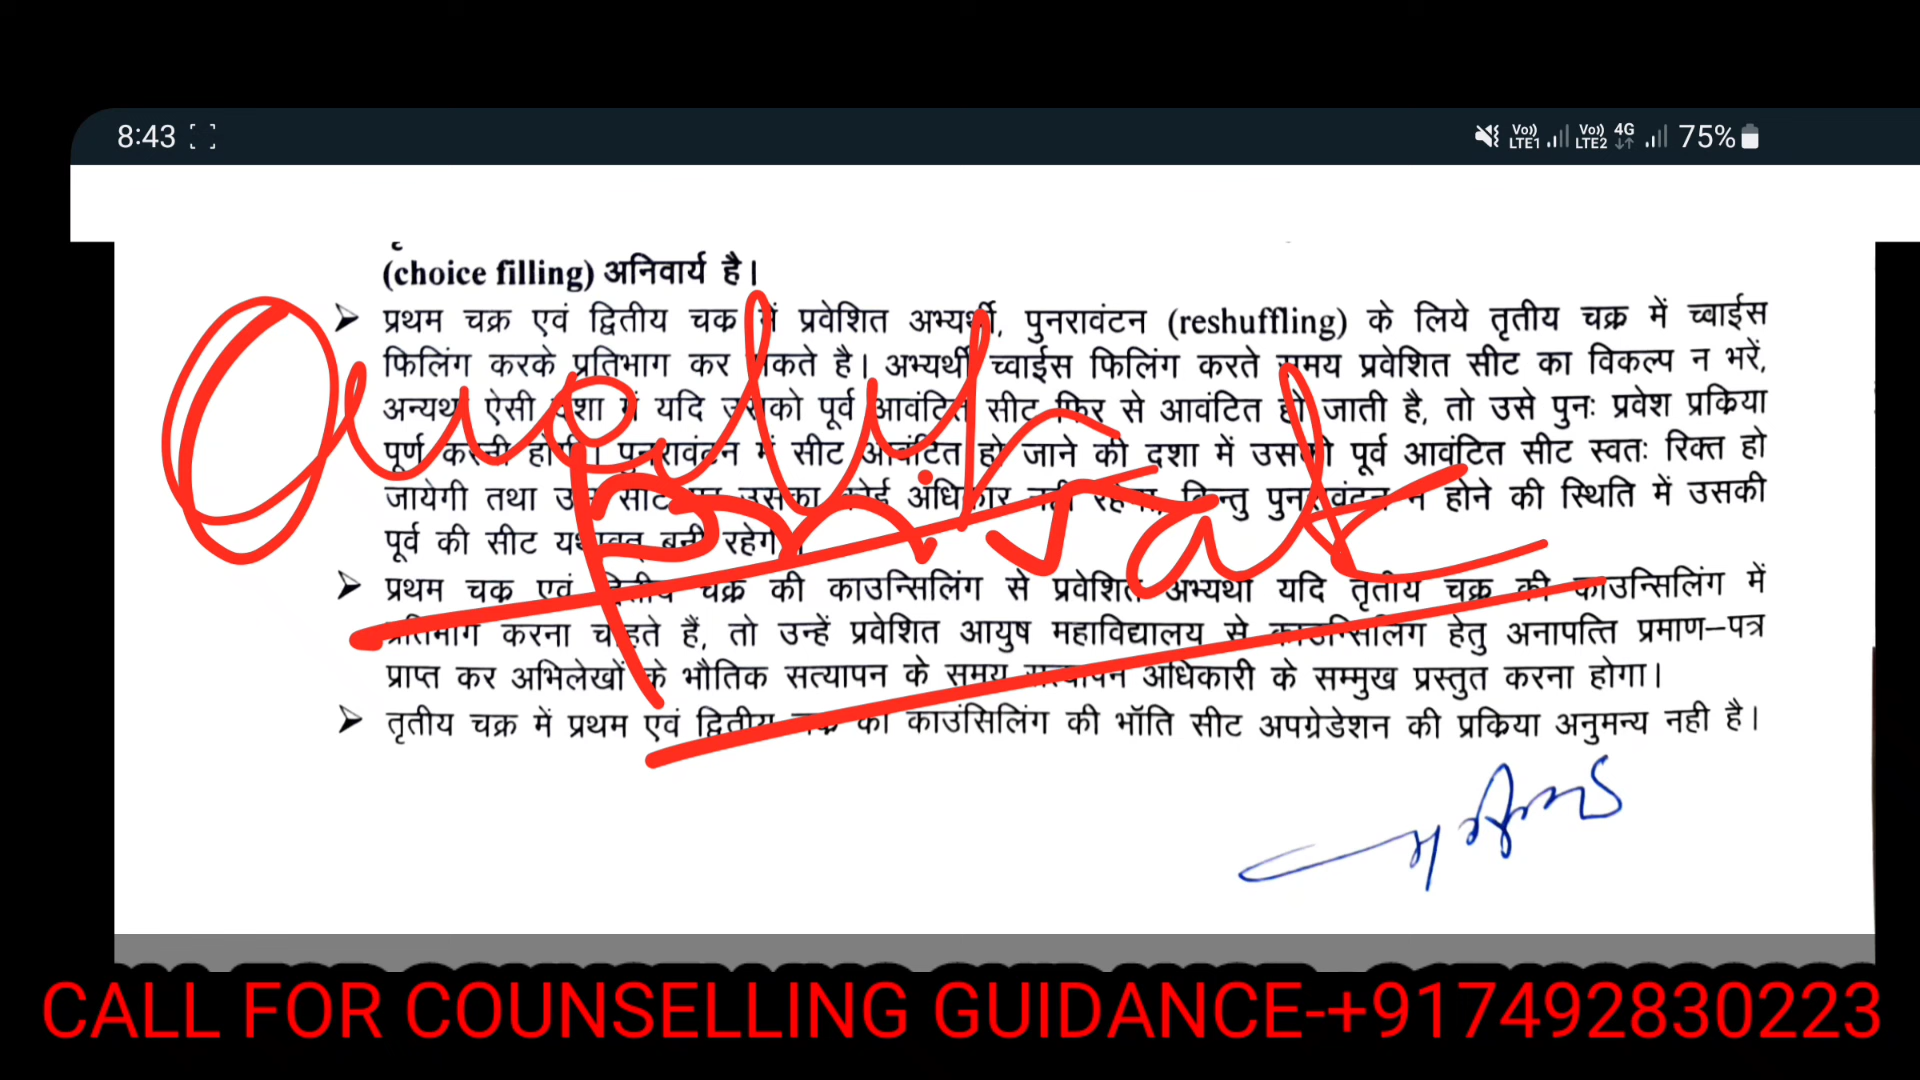 8:43
Vo)) LTE1 Vo)) LTE2 4G 75%
(choice filling) अनिवार्य है।
प्रथम चक्र एवं द्वितीय चक्र में प्रवेशित अभ्यर्थी, पुनरावंटन (reshuffling) के लिये तृतीय चक्र में च्वाईस
फिलिंग करके प्रतिभाग कर सकते है। अभ्यर्थी च्वाईस फिलिंग करते समय प्रवेशित सीट का विकल्प न भरें,
अन्यथा ऐसी दशा में यदि उसको पूर्व आवंटित सीट फिर से आवंटित हो जाती है, तो उसे पुनः प्रवेश प्रक्रिया
पूर्ण करनी होगी। पुनरावंटन में सीट आवंटित हो जाने की दशा में उसकी पूर्व आवंटित सीट स्वतः रिक्त हो
जायेगी तथा उस सीट पर उसका कोई अधिकार नही रहेगा, किन्तु पुनरावंटन न होने की स्थिति में उसकी
पूर्व की सीट यथावत् बनी रहेगी।
प्रथम चक्र एवं द्वितीय चक्र की काउन्सिलिंग से प्रवेशित अभ्यर्थी यदि तृतीय चक्र की काउन्सिलिंग में
प्रतिभाग करना चाहते हैं, तो उन्हें प्रवेशित आयुष महाविद्यालय से काउन्सिलिंग हेतु अनापत्ति प्रमाण-पत्र
प्राप्त कर अभिलेखों के भौतिक सत्यापन के समय सत्यापन अधिकारी के सम्मुख प्रस्तुत करना होगा।
तृतीय चक्र में प्रथम एवं द्वितीय चक्र की काउंसिलिंग की भॉति सीट अपग्रेडेशन की प्रक्रिया अनुमन्य नही है।
CALL FOR COUNSELLING GUIDANCE-+917492830223